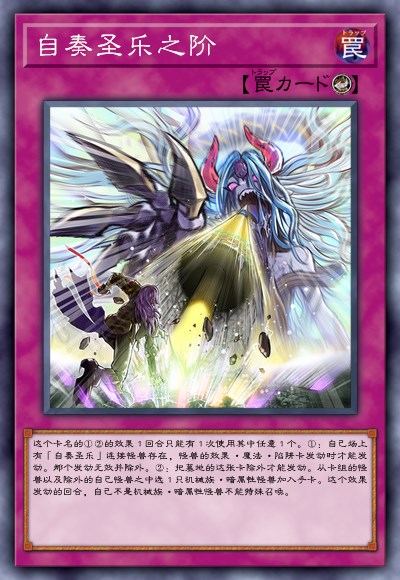 自奏圣乐之阶
トラップ
罠
トラップ
【罠カード】
这个卡名的①②的效果1回合只能有1次使用其中任意1个。①：自己场上
有「自奏圣乐」连接怪兽存在，怪兽的效果·魔法·陷阱卡发动时才能发
动。那个发动无效并除外。②：把墓地的这张卡除外才能发动。从卡组的怪
兽以及除外的自己怪兽之中选1只机械族·暗属性怪兽加入手卡。这个效果
发动的回合，自己不是机械族·暗属性怪兽不能特殊召唤。